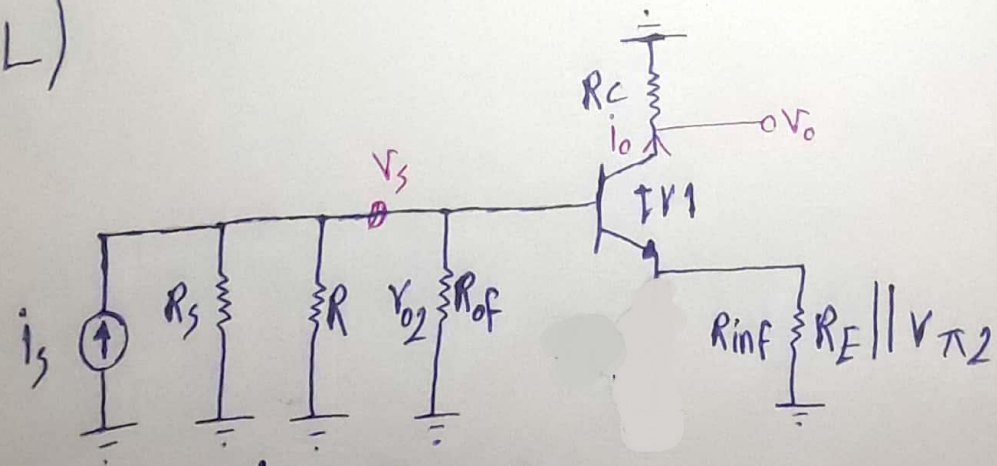 L)
Rc
io
Vo
Vs
tr1
is
Rs
R
ro2
Rof
Rinf
RE||rπ2